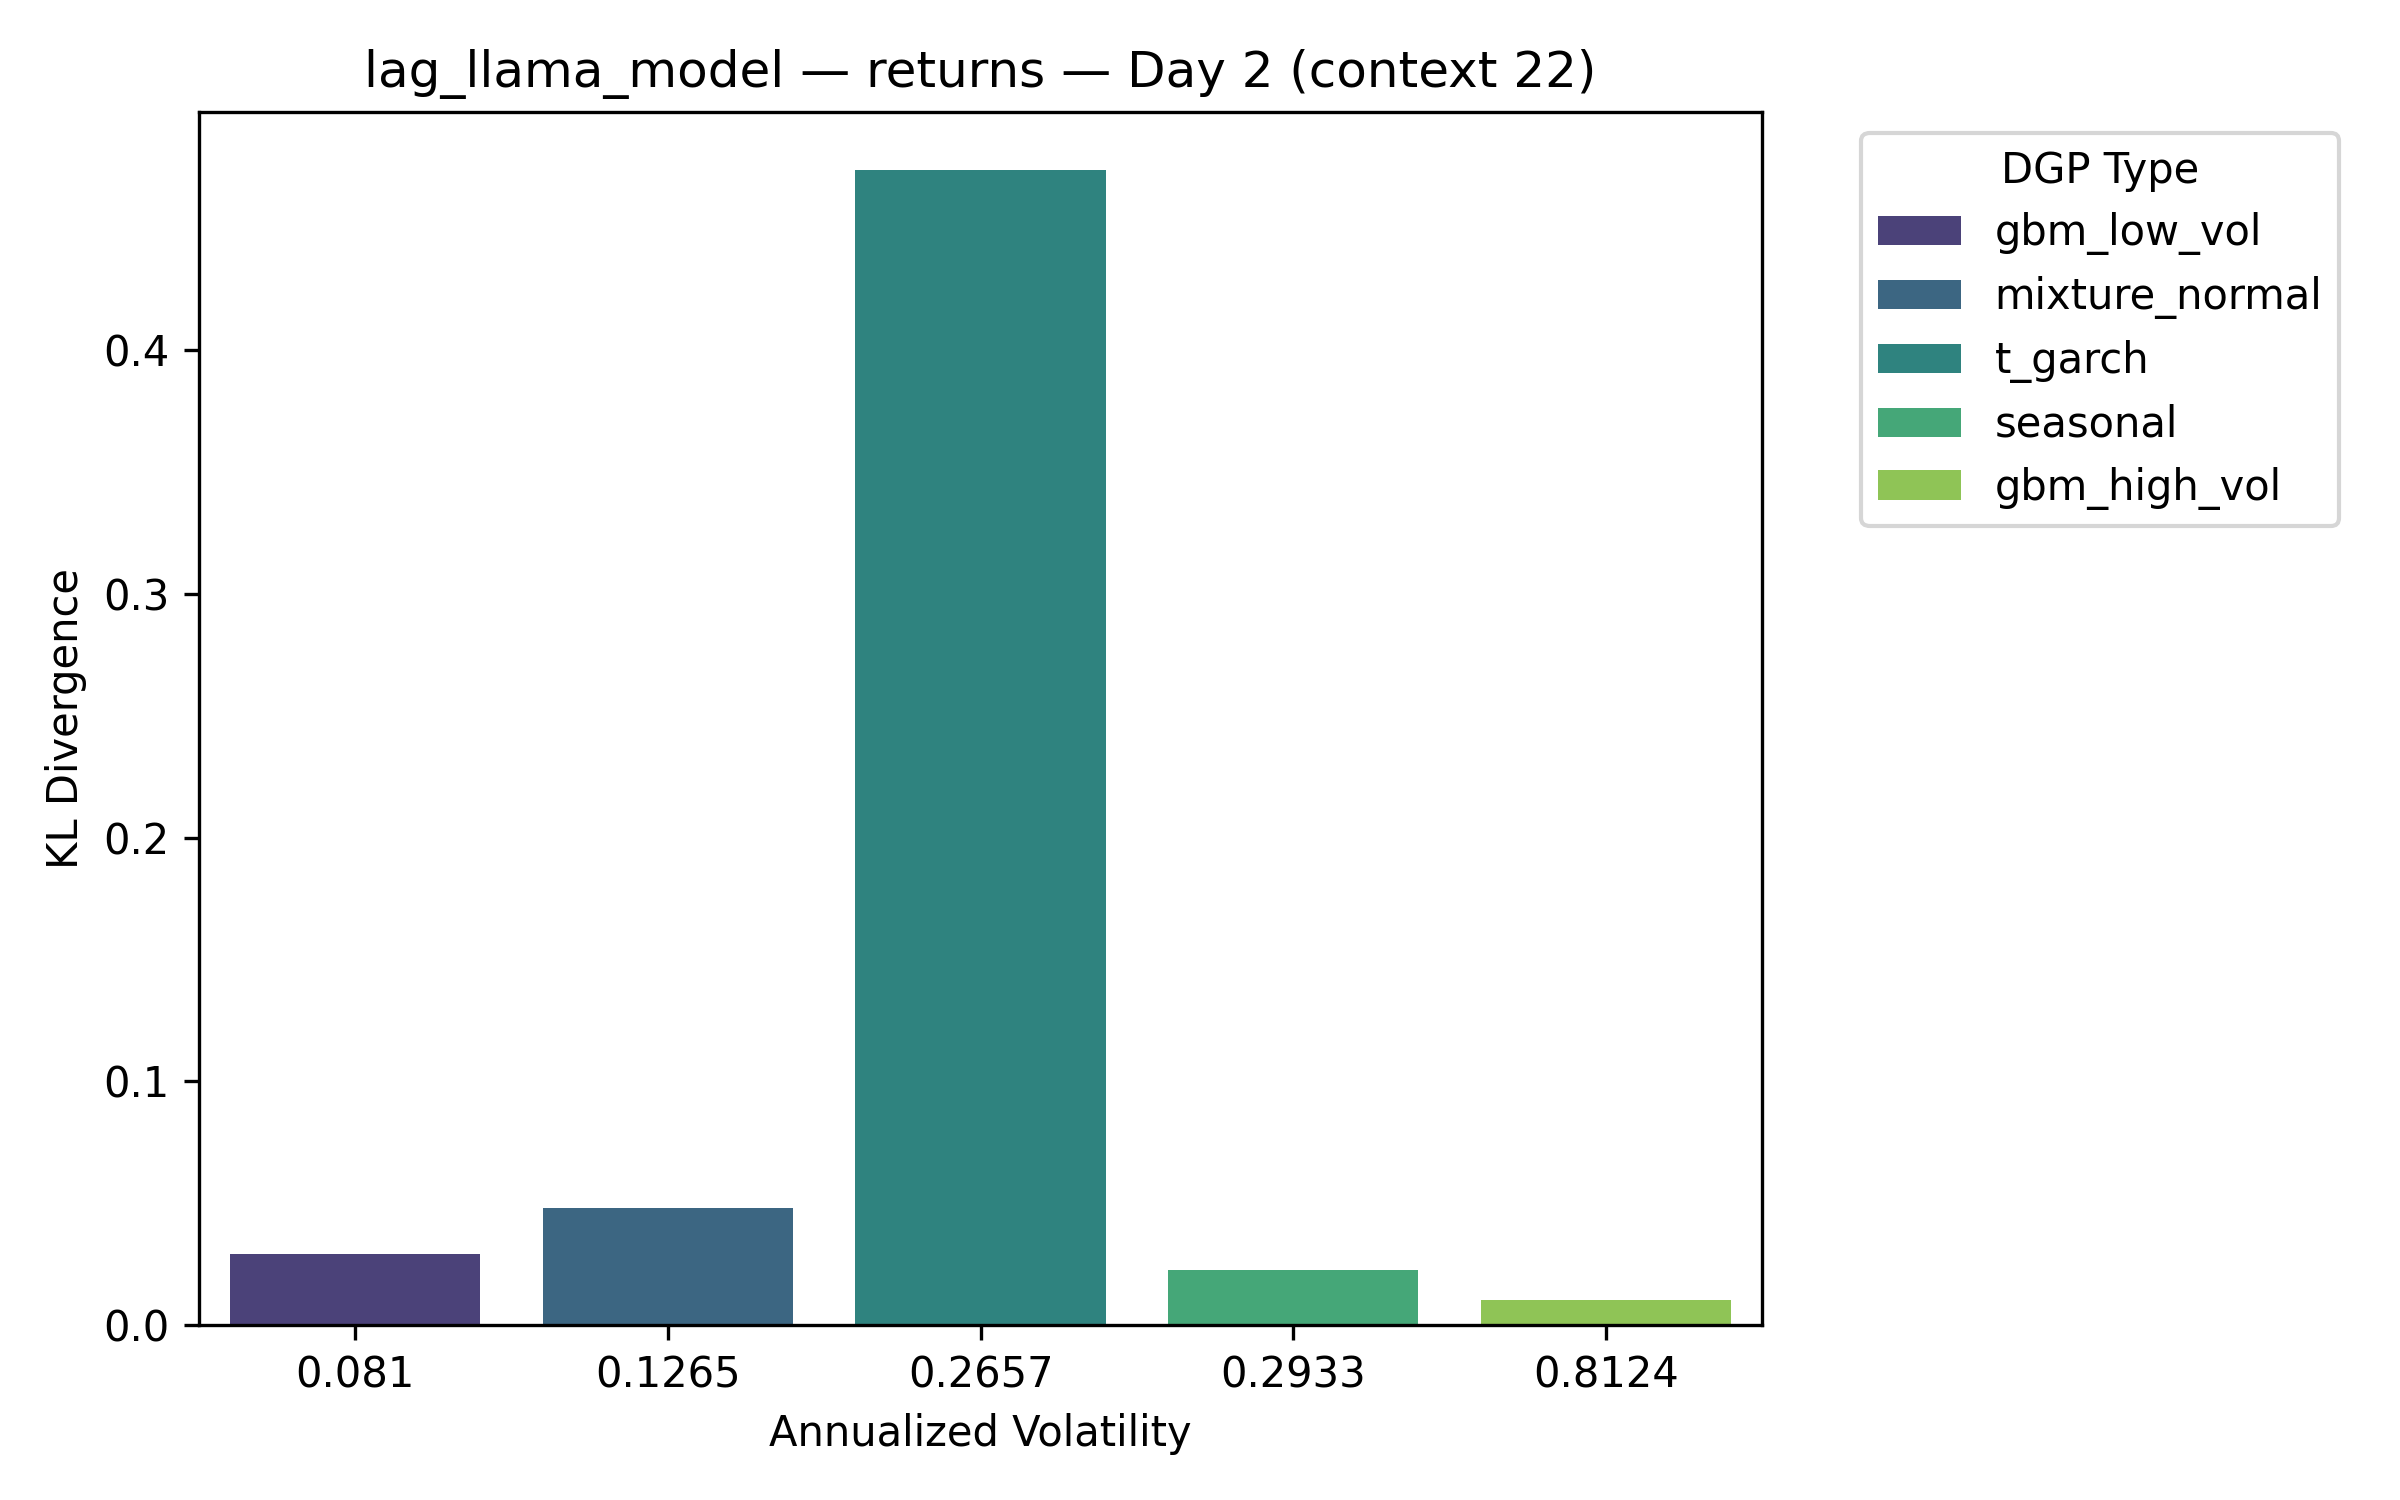 lag_llama_model — returns — Day 2 (context 22)
DGP Type
gbm_low_vol
mixture_normal
t_garch
seasonal
gbm_high_vol
KL Divergence
0.4
0.3
0.2
0.1
0.0
0.081 0.1265 0.2657 0.2933 0.8124
Annualized Volatility